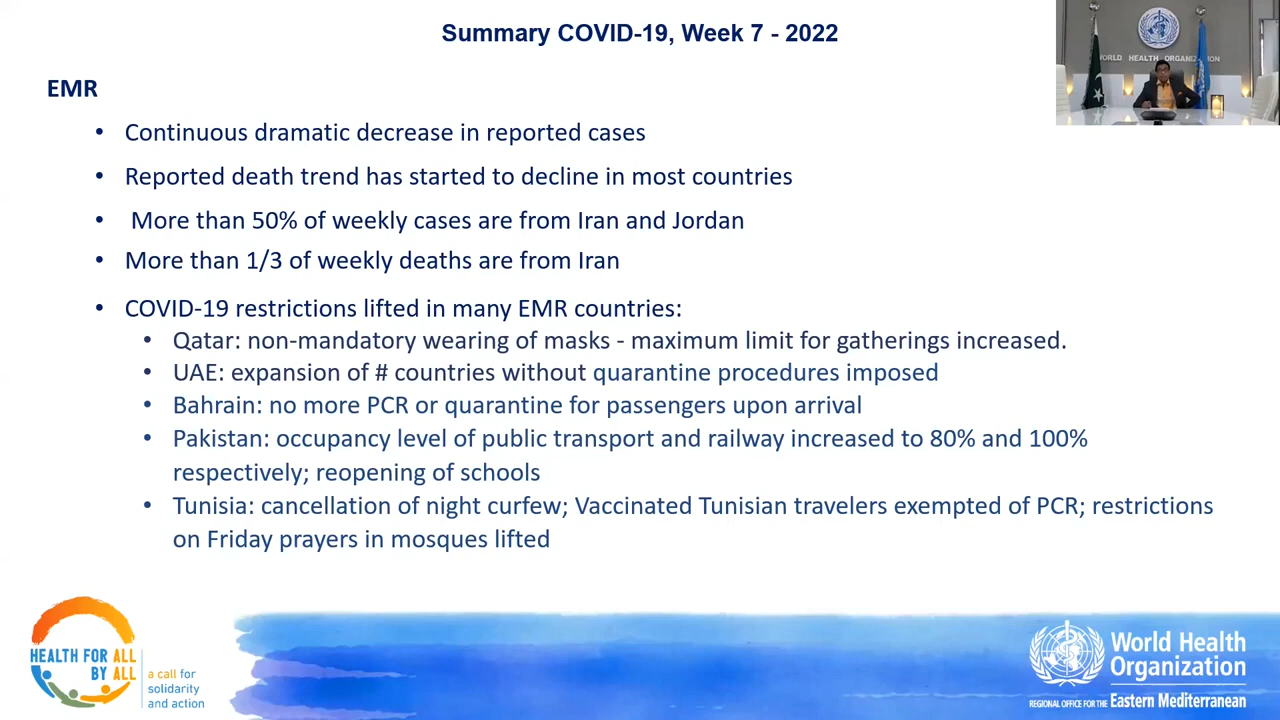 Summary COVID-19, Week 7 - 2022
WORLD HEALTH ORGANIZATION
EMR
• Continuous dramatic decrease in reported cases
• Reported death trend has started to decline in most countries
• More than 50% of weekly cases are from Iran and Jordan
• More than 1/3 of weekly deaths are from Iran
• COVID-19 restrictions lifted in many EMR countries:
• Qatar: non-mandatory wearing of masks - maximum limit for gatherings increased.
• UAE: expansion of # countries without quarantine procedures imposed
• Bahrain: no more PCR or quarantine for passengers upon arrival
• Pakistan: occupancy level of public transport and railway increased to 80% and 100%
respectively; reopening of schools
• Tunisia: cancellation of night curfew; Vaccinated Tunisian travelers exempted of PCR; restrictions
on Friday prayers in mosques lifted
HEALTH FOR ALL
BY ALL
a call for
solidarity
and action
World Health
Organization
REGIONAL OFFICE FOR THE Eastern Mediterranean